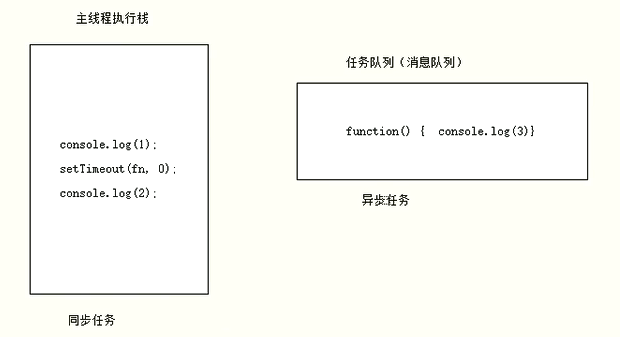 主线程执行栈
任务队列（消息队列）
console.log(1);
setTimeout(fn, 0);
console.log(2);
function() {  console.log(3)}
异步任务
同步任务